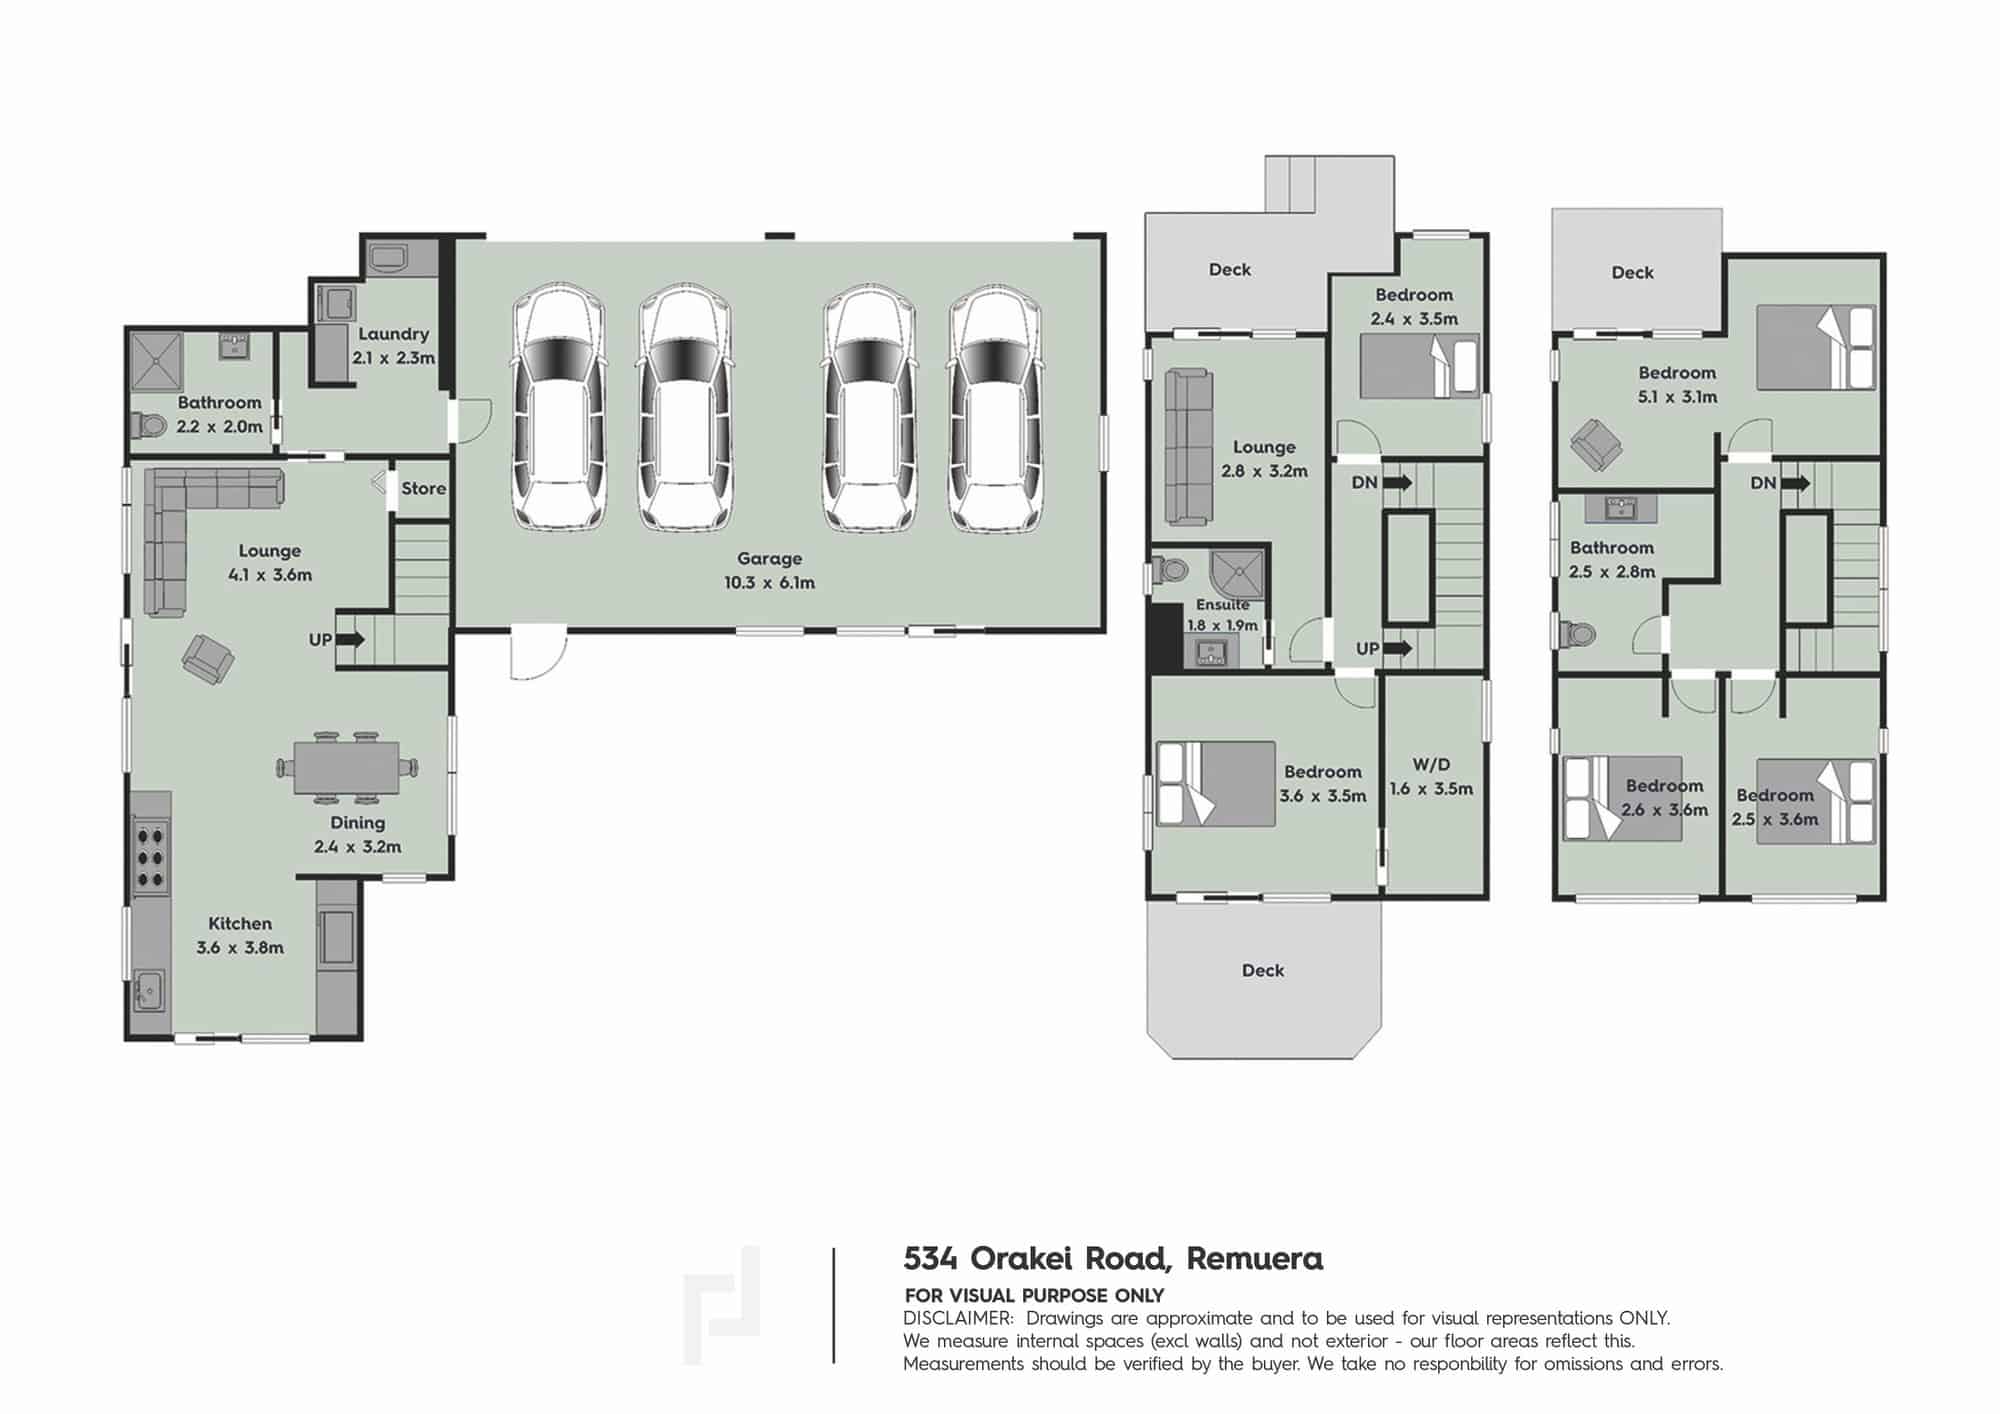 Laundry
2.1 x 2.3m
Bathroom
2.2 x 2.0m
Store
Lounge
4.1 x 3.6m
UP
Dining
2.4 x 3.2m
Kitchen
3.6 x 3.8m
Garage
10.3 x 6.1m
Deck
Bedroom
2.4 x 3.5m
Lounge
2.8 x 3.2m
DN
Ensuite
1.8 x 1.9m
UP
Bedroom
3.6 x 3.5m
W/D
1.6 x 3.5m
Deck
Deck
Bedroom
5.1 x 3.1m
DN
Bathroom
2.5 x 2.8m
Bedroom
2.6 x 3.6m
Bedroom
2.5 x 3.6m
534 Orakei Road, Remuera
FOR VISUAL PURPOSE ONLY
DISCLAIMER: Drawings are approximate and to be used for visual representations ONLY.
We measure internal spaces (excl walls) and not exterior - our floor areas reflect this.
Measurements should be verified by the buyer. We take no responbility for omissions and errors.